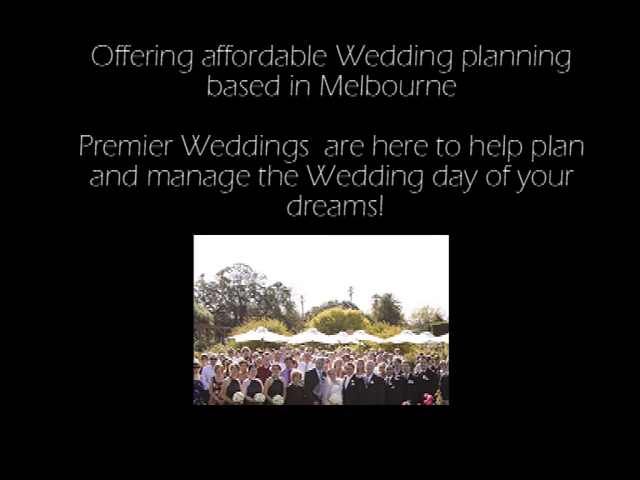 Offering affordable Wedding planning
based in Melbourne
Premier Weddings are here to help plan
and manage the Wedding day of your
dreams!